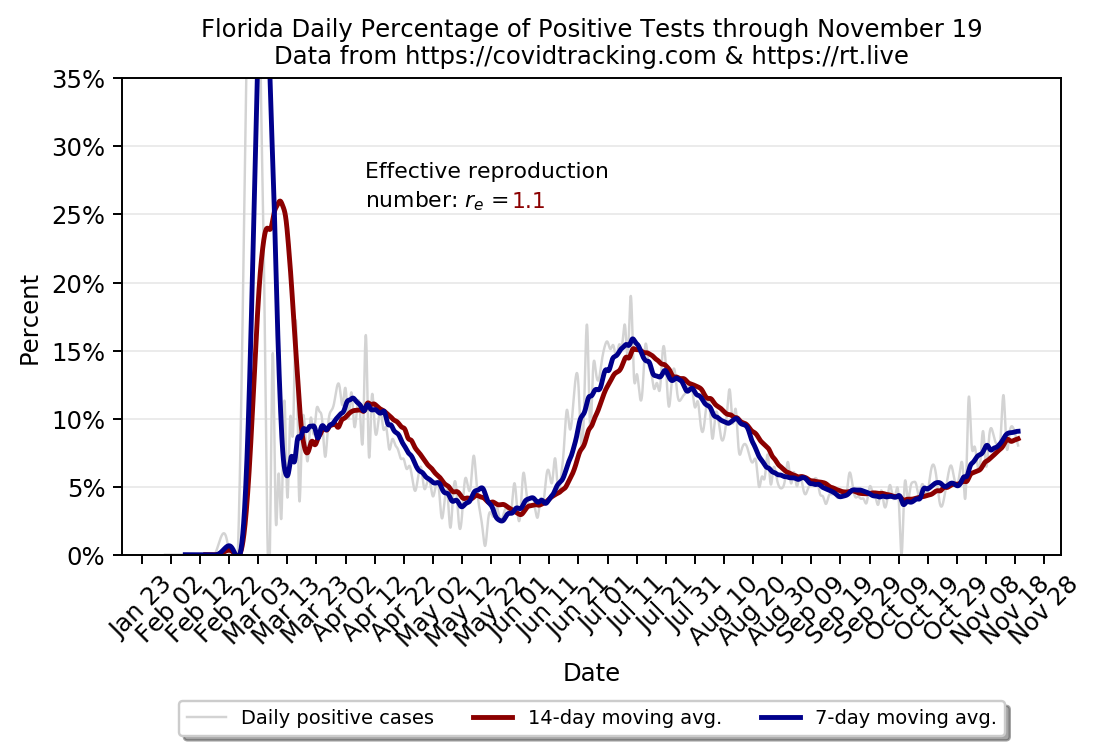 Florida Daily Percentage of Positive Tests through November 19
Data from https://covidtracking.com & https://rt.live
35%
30%
25%
20%
15%
10%
5%
0%
Percent
Effective reproduction
number: rₑ = 1.1
Jan 23
Feb 02
Feb 12
Feb 22
Mar 03
Mar 13
Mar 23
Apr 02
Apr 12
Apr 22
May 02
May 12
May 22
Jun 01
Jun 11
Jun 21
Jul 01
Jul 11
Jul 21
Jul 31
Aug 10
Aug 20
Aug 30
Sep 09
Sep 19
Sep 29
Oct 09
Oct 19
Oct 29
Nov 08
Nov 18
Nov 28
Date
Daily positive cases
14-day moving avg.
7-day moving avg.